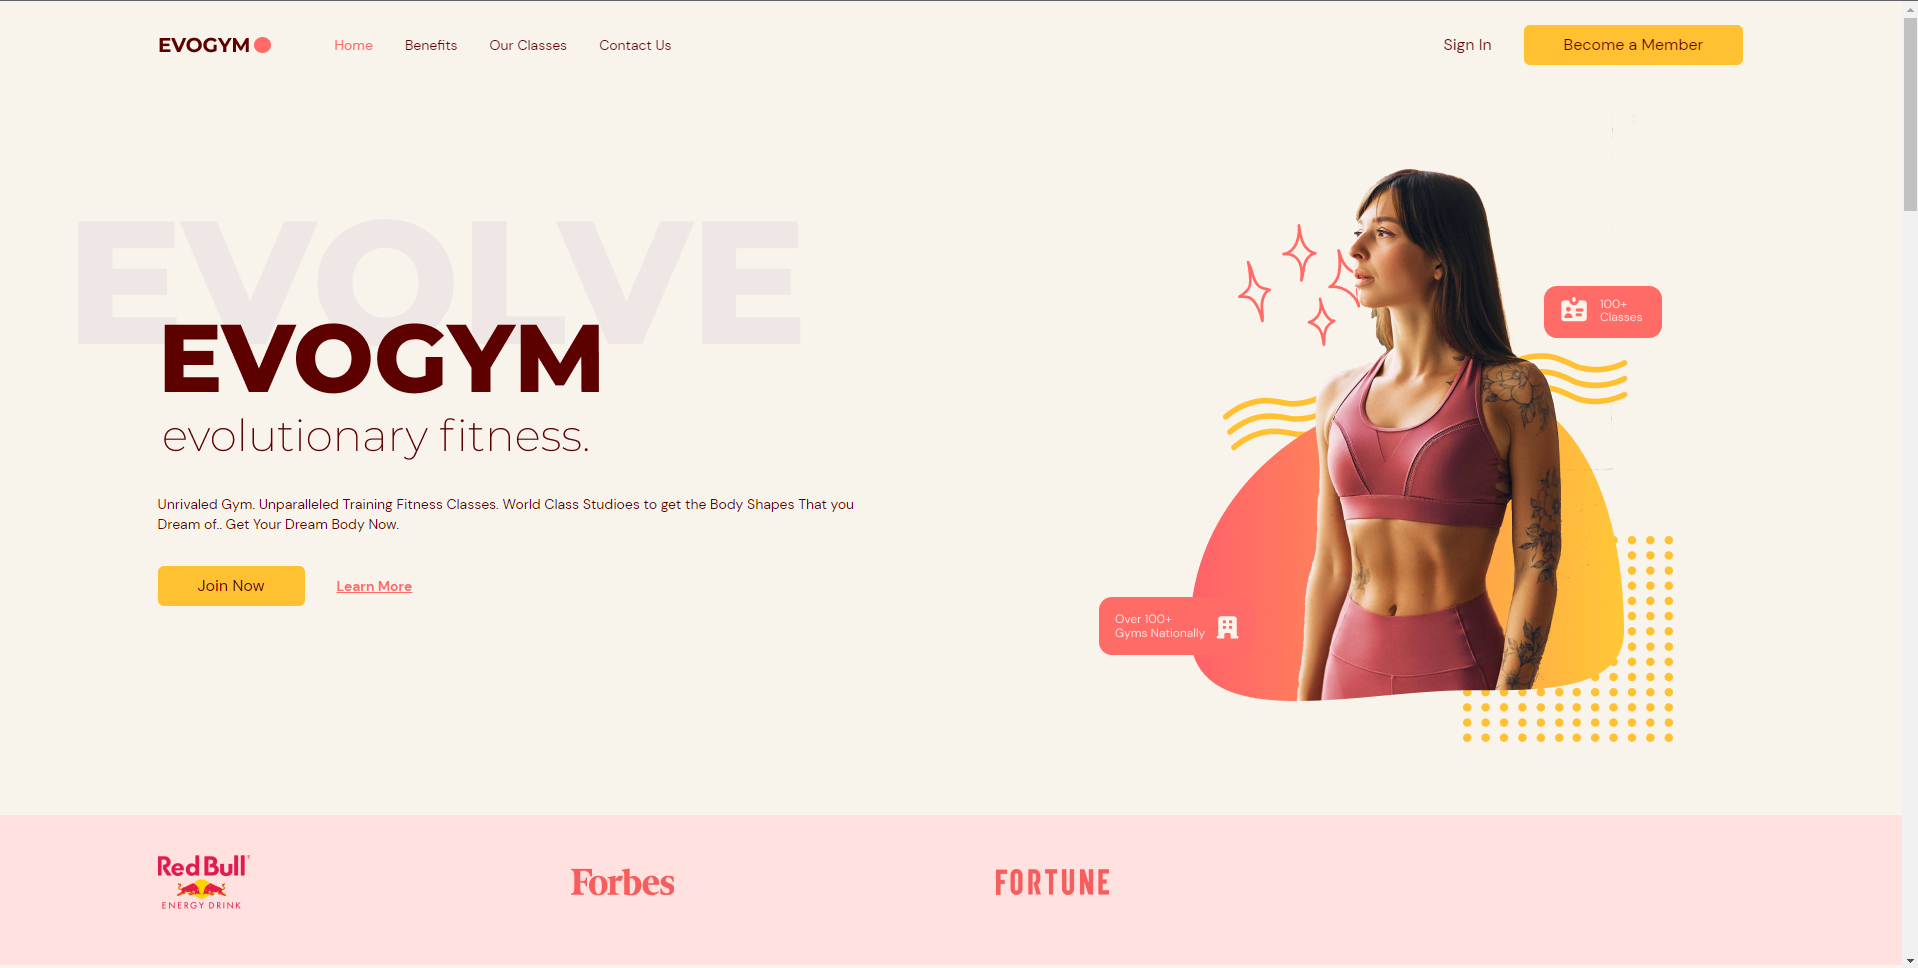 EVOGYM
Home
Benefits
Our Classes
Contact Us
Sign In
Become a Member
EVOLVE
EVOGYM
evolutionary fitness.
Unrivaled Gym. Unparalleled Training Fitness Classes. World Class Studioes to get the Body Shapes That you
Dream of.. Get Your Dream Body Now.
Join Now
Learn More
100+
Classes
Over 100+
Gyms Nationally
Red Bull
ENERGY DRINK
Forbes
FORTUNE